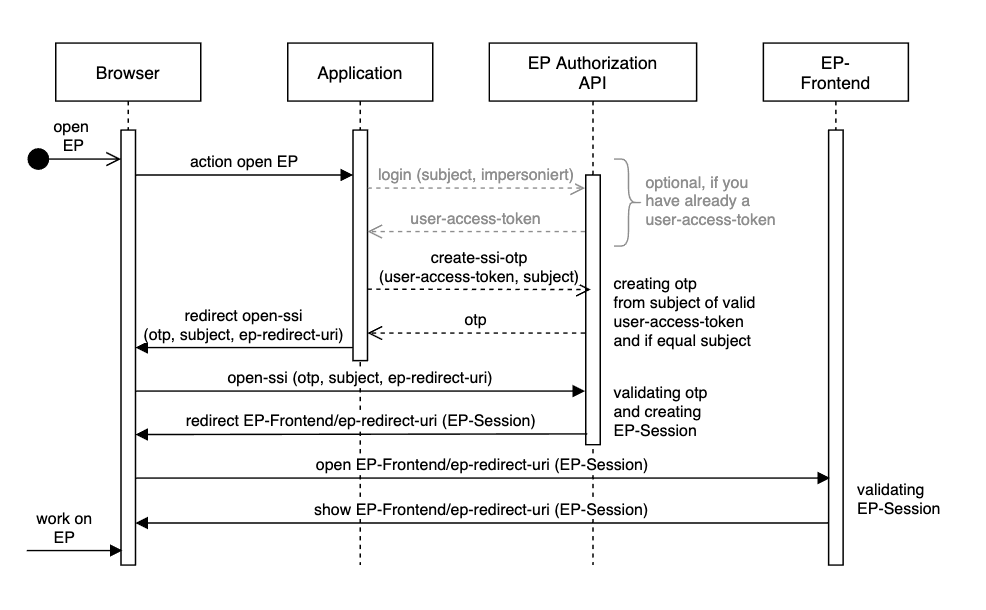 Browser
Application
EP Authorization
API
EP-
Frontend
open
EP
action open EP
login (subject, impersoniert)
optional, if you
have already a
user-access-token
user-access-token
create-ssi-otp
(user-access-token, subject)
creating otp
from subject of valid
user-access-token
and if equal subject
otp
redirect open-ssi
(otp, subject, ep-redirect-uri)
open-ssi (otp, subject, ep-redirect-uri)
validating otp
and creating
EP-Session
redirect EP-Frontend/ep-redirect-uri (EP-Session)
open EP-Frontend/ep-redirect-uri (EP-Session)
validating
EP-Session
show EP-Frontend/ep-redirect-uri (EP-Session)
work on
EP